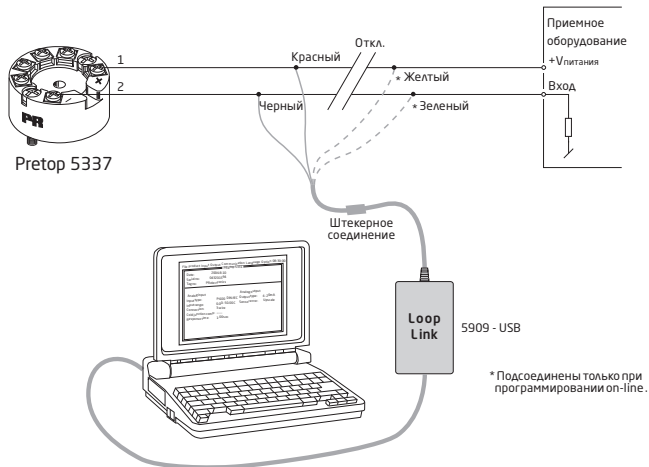 Приемное
оборудование
+Vпитания
Вход
Откл.
Красный
* Желтый
Черный
* Зеленый
1
2
PR
Pretop 5337
Штекерное
соединение
Loop
Link
5909 - USB
* Подсоединены только при
программировании on-line.